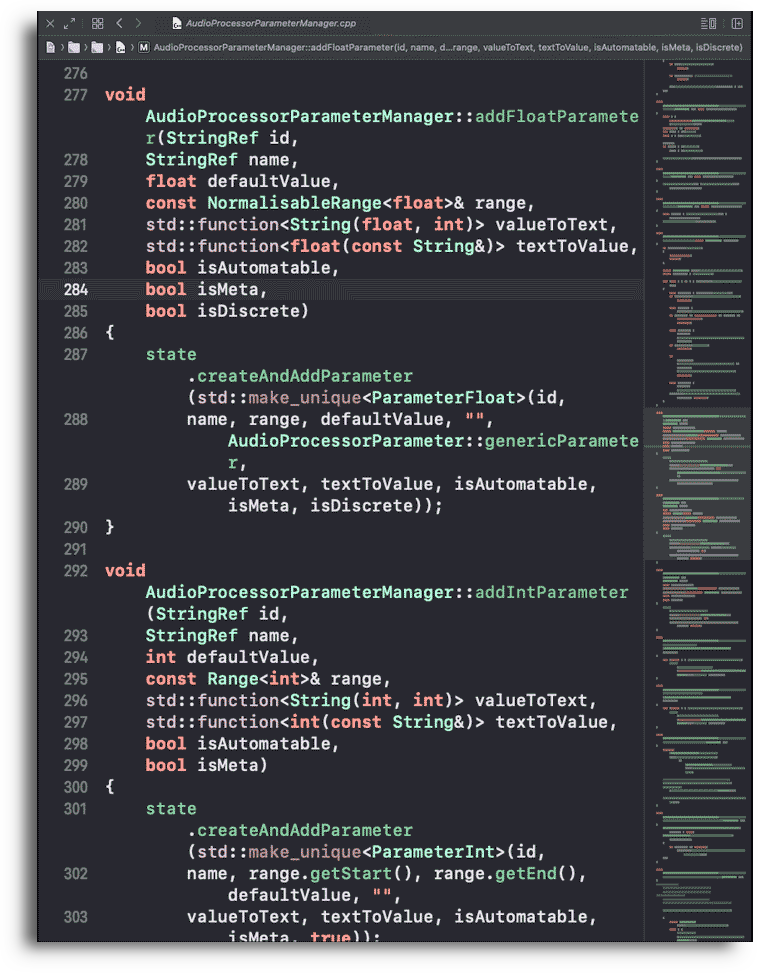 AudioProcessorParameterManager.cpp
M AudioProcessorParameterManager::addFloatParameter(id, name, d...range, valueToText, textToValue, isAutomatable, isMeta, isDiscrete)
276
277 void
AudioProcessorParameterManager::addFloatParamete
r(StringRef id,
278 StringRef name,
279 float defaultValue,
280 const NormalisableRange<float>& range,
281 std::function<String(float, int)> valueToText,
282 std::function<float(const String&)> textToValue,
283 bool isAutomatable,
284 bool isMeta,
285 bool isDiscrete)
286 {
287 state
.createAndAddParameter
(std::make_unique<ParameterFloat>(id,
288 name, range, defaultValue, "",
AudioProcessorParameter::genericParamete
r,
289 valueToText, textToValue, isAutomatable,
isMeta, isDiscrete));
290 }
291
292 void
AudioProcessorParameterManager::addIntParameter
(StringRef id,
293 StringRef name,
294 int defaultValue,
295 const Range<int>& range,
296 std::function<String(int, int)> valueToText,
297 std::function<int(const String&)> textToValue,
298 bool isAutomatable,
299 bool isMeta)
300 {
301 state
.createAndAddParameter
(std::make_unique<ParameterInt>(id,
302 name, range.getStart(), range.getEnd(),
defaultValue, "",
303 valueToText, textToValue, isAutomatable,
isMeta, true));